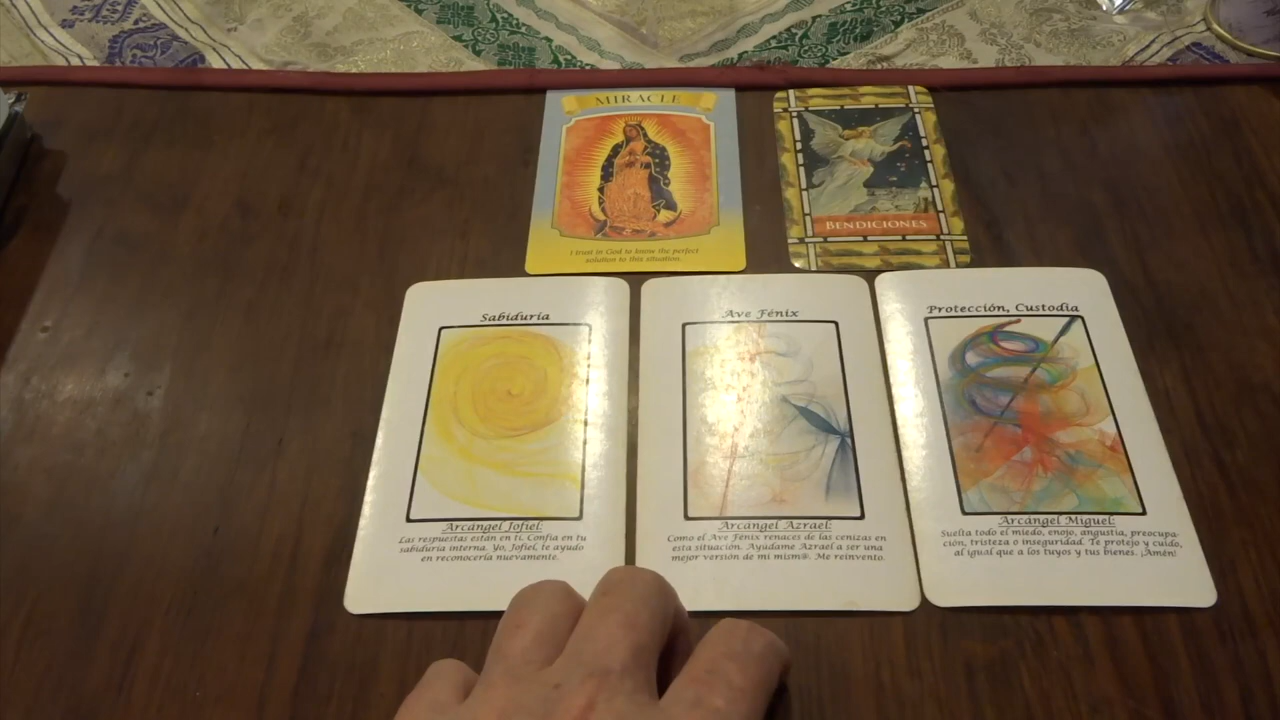 MIRACLE
I trust in God to know the perfect
solution to this situation.
BENDICIONES
Sabiduría
Arcángel Jofiel:
Las respuestas están en ti. Confía en tu
sabiduría interna. Yo, Jofiel, te ayudo
en reconocería nuevamente.
Ave Fénix
Arcángel Azrael:
Como el Ave Fénix renaces de las cenizas en
esta situación. Ayúdame Azrael a ser una
mejor versión de mi mism@. Me reinvento.
Protección, Custodia
Arcángel Miguel:
Suelta todo el miedo, enojo, angustia, preocupa-
ción, tristeza o inseguridad. Te protejo y cuido,
al igual que a los tuyos y tus bienes. ¡Amén!